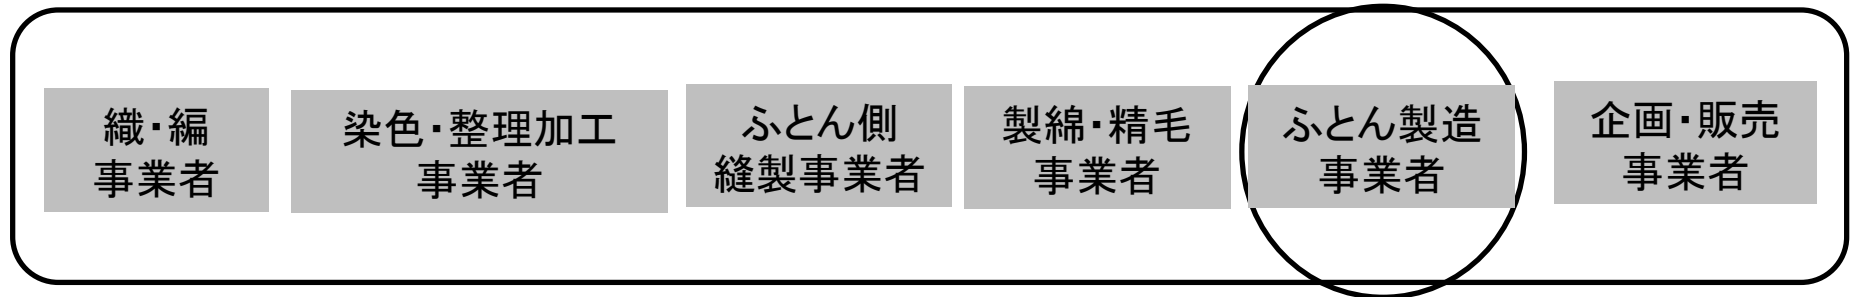 織・編
事業者
染色・整理加工
事業者
ふとん側
縫製事業者
製綿・精毛
事業者
ふとん製造
事業者
企画・販売
事業者